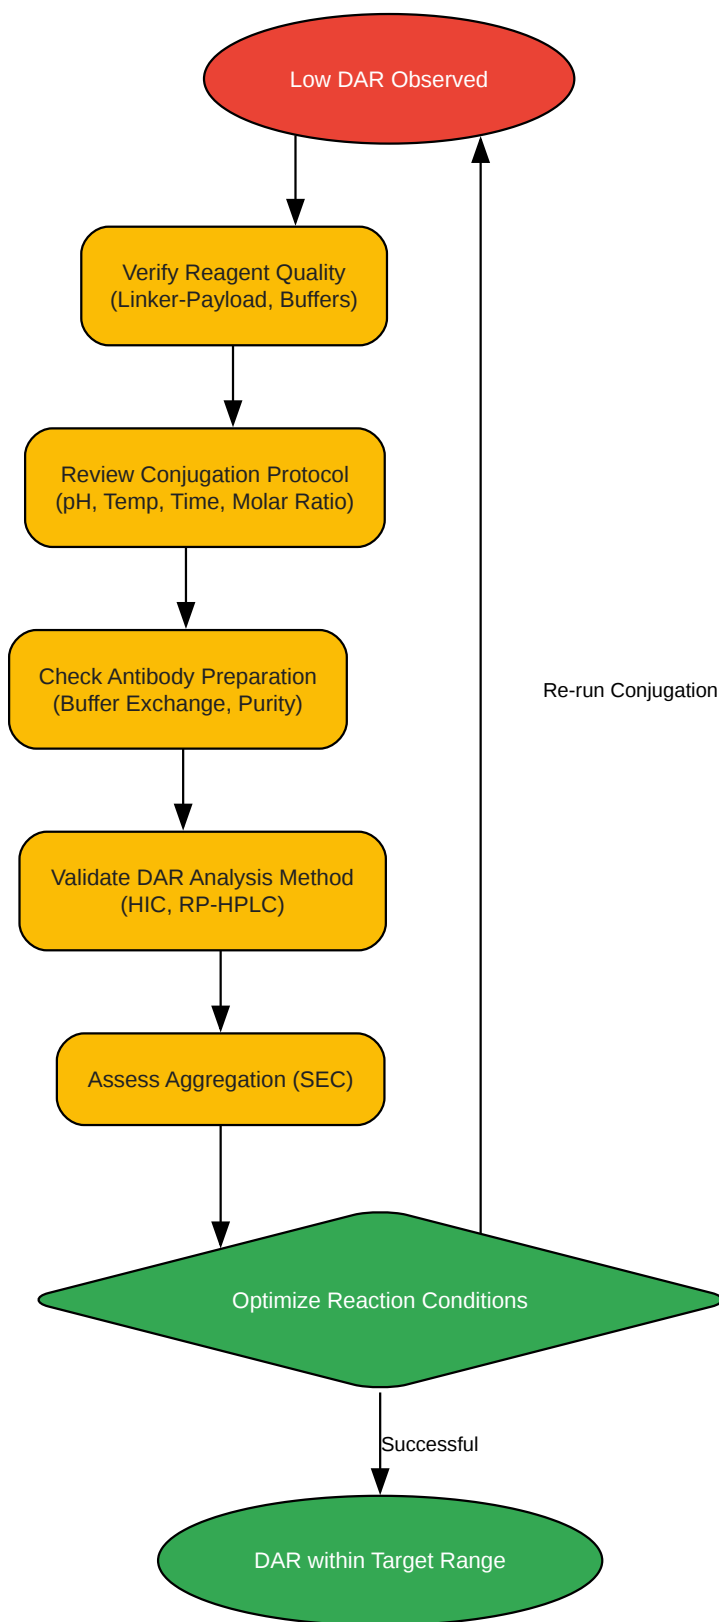 Low DAR Observed
Verify Reagent Quality
(Linker-Payload, Buffers)
Review Conjugation Protocol
(pH, Temp, Time, Molar Ratio)
Check Antibody Preparation
(Buffer Exchange, Purity)
Re-run Conjugation
Validate DAR Analysis Method
(HIC, RP-HPLC)
Assess Aggregation (SEC)
Optimize Reaction Conditions
Successful
DAR within Target Range